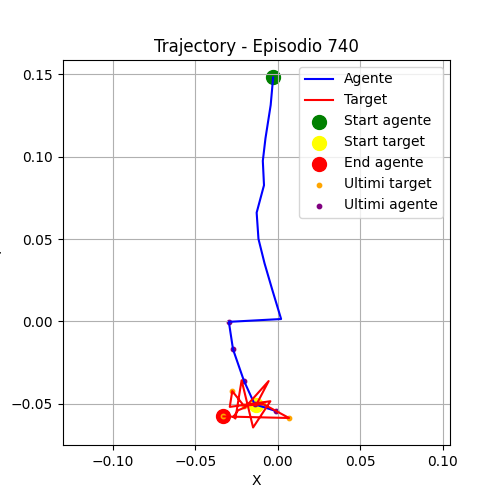 Trajectory - Episodio 740
Agente
Target
Start agente
Start target
End agente
Ultimi target
Ultimi agente
0.15
0.10
0.05
0.00
−0.05
−0.10
−0.05
0.00
0.05
0.10
X